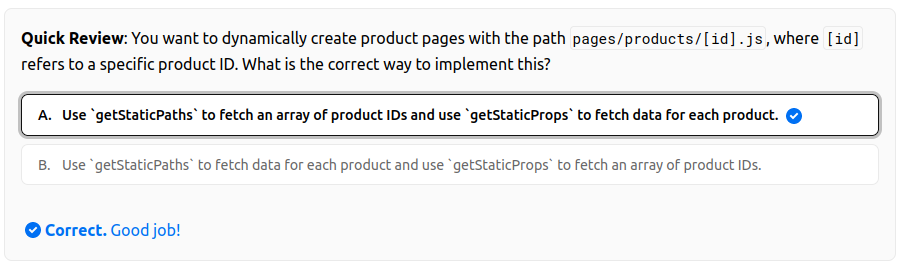 Quick Review: You want to dynamically create product pages with the path pages/products/[id].js, where [id]
refers to a specific product ID. What is the correct way to implement this?
A. Use `getStaticPaths` to fetch an array of product IDs and use `getStaticProps` to fetch data for each product.
B. Use `getStaticPaths` to fetch data for each product and use `getStaticProps` to fetch an array of product IDs.
Correct. Good job!